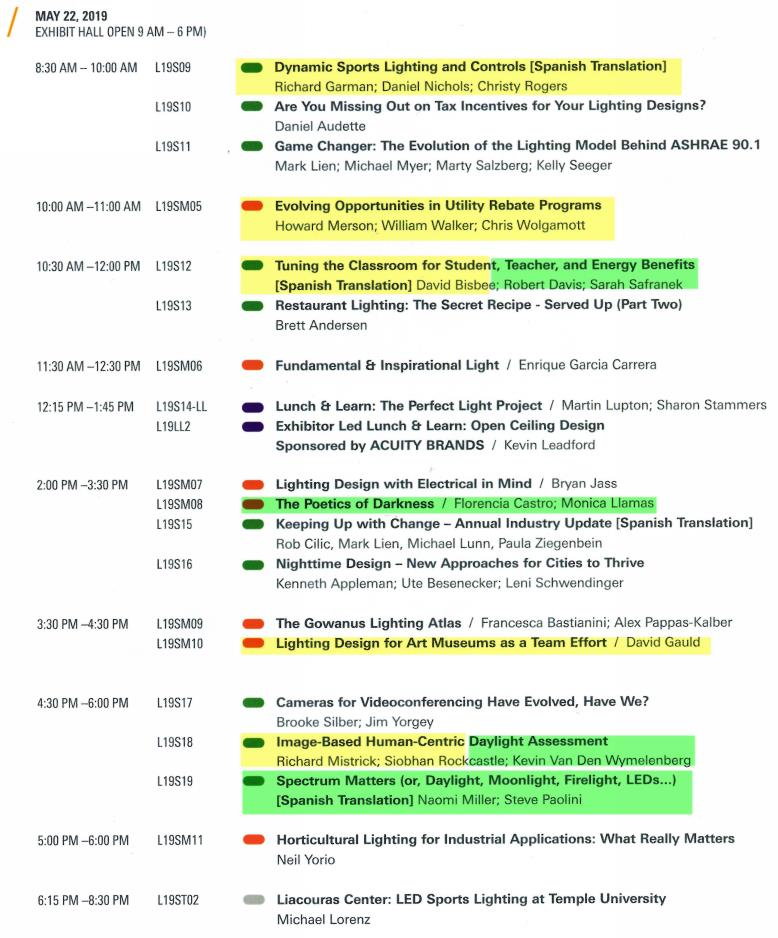 MAY 22, 2019
EXHIBIT HALL OPEN 9 AM – 6 PM)
8:30 AM – 10:00 AM L19S09 Dynamic Sports Lighting and Controls [Spanish Translation]
Richard Garman; Daniel Nichols; Christy Rogers
L19S10 Are You Missing Out on Tax Incentives for Your Lighting Designs?
Daniel Audette
L19S11 Game Changer: The Evolution of the Lighting Model Behind ASHRAE 90.1
Mark Lien; Michael Myer; Marty Salzberg; Kelly Seeger
10:00 AM –11:00 AM L19SM05 Evolving Opportunities in Utility Rebate Programs
Howard Merson; William Walker; Chris Wolgamott
10:30 AM –12:00 PM L19S12 Tuning the Classroom for Student, Teacher, and Energy Benefits
[Spanish Translation] David Bisbee; Robert Davis; Sarah Safranek
L19S13 Restaurant Lighting: The Secret Recipe - Served Up (Part Two)
Brett Andersen
11:30 AM –12:30 PM L19SM06 Fundamental & Inspirational Light / Enrique Garcia Carrera
12:15 PM –1:45 PM L19S14-LL Lunch & Learn: The Perfect Light Project / Martin Lupton; Sharon Stammers
L19LL2 Exhibitor Led Lunch & Learn: Open Ceiling Design
Sponsored by ACUITY BRANDS / Kevin Leadford
2:00 PM –3:30 PM L19SM07 Lighting Design with Electrical in Mind / Bryan Jass
L19SM08 The Poetics of Darkness / Florencia Castro; Monica Llamas
L19S15 Keeping Up with Change – Annual Industry Update [Spanish Translation]
Rob Cilic, Mark Lien, Michael Lunn, Paula Ziegenbein
L19S16 Nighttime Design – New Approaches for Cities to Thrive
Kenneth Appleman; Ute Besenecker; Leni Schwendinger
3:30 PM –4:30 PM L19SM09 The Gowanus Lighting Atlas / Francesca Bastianini; Alex Pappas-Kalber
L19SM10 Lighting Design for Art Museums as a Team Effort / David Gauld
4:30 PM –6:00 PM L19S17 Cameras for Videoconferencing Have Evolved, Have We?
Brooke Silber; Jim Yorgey
L19S18 Image-Based Human-Centric Daylight Assessment
Richard Mistrick; Siobhan Rockcastle; Kevin Van Den Wymelenberg
L19S19 Spectrum Matters (or, Daylight, Moonlight, Firelight, LEDs...)
[Spanish Translation] Naomi Miller; Steve Paolini
5:00 PM –6:00 PM L19SM11 Horticultural Lighting for Industrial Applications: What Really Matters
Neil Yorio
6:15 PM –8:30 PM L19ST02 Liacouras Center: LED Sports Lighting at Temple University
Michael Lorenz